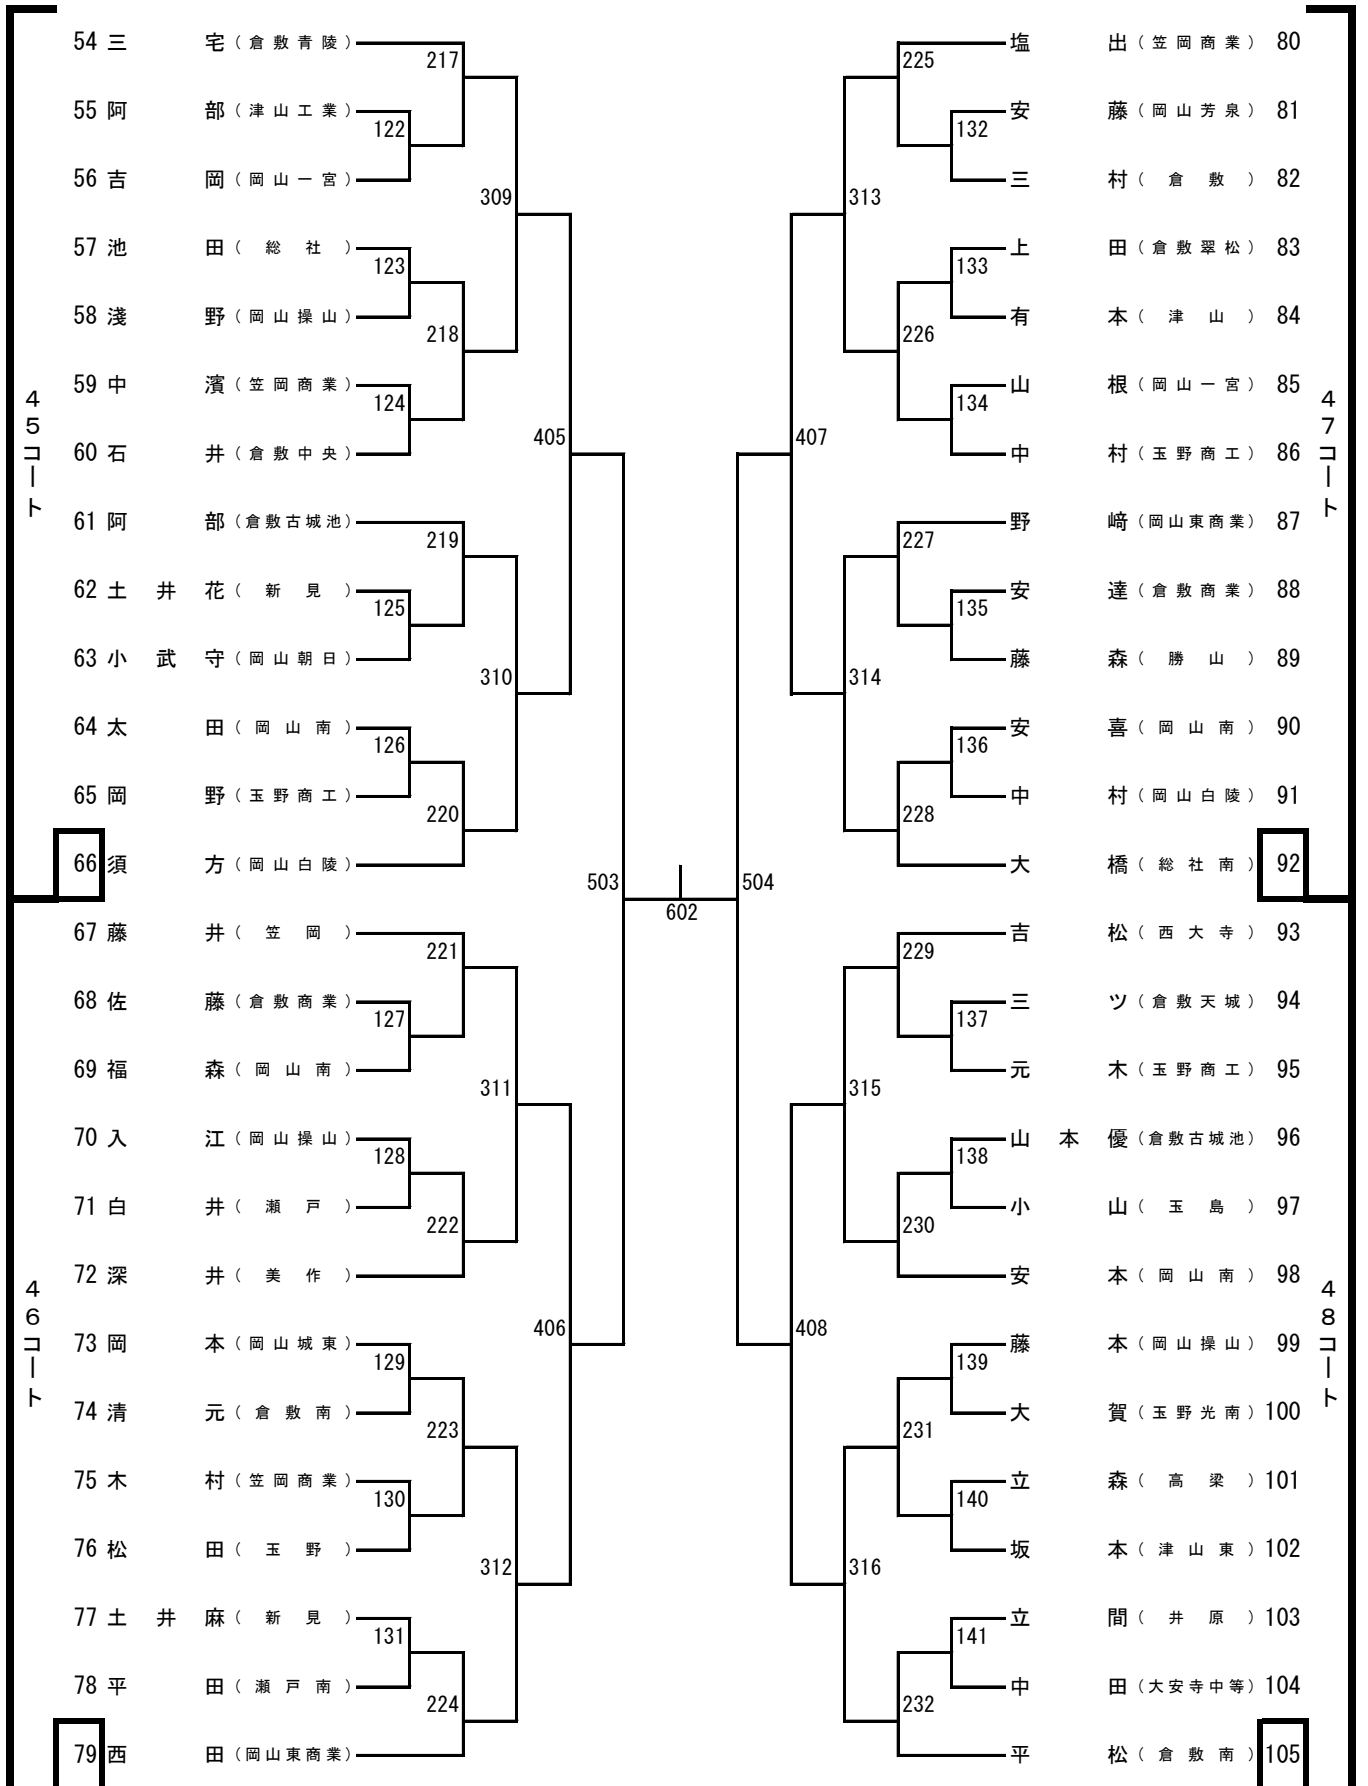 45コート
54 三宅（倉敷青陵）
217
55 阿部（津山工業）
122
56 吉岡（岡山一宮）
309
57 池田（総社）
123
58 淺野（岡山操山）
218
59 中濱（笠岡商業）
124
60 石井（倉敷中央）
405
61 阿部（倉敷古城池）
219
62 土井花（新見）
125
63 小武守（岡山朝日）
310
64 太田（岡山南）
126
65 岡野（玉野商工）
220
66 須方（岡山白陵）
503
46コート
67 藤井（笠岡）
221
68 佐藤（倉敷商業）
127
69 福森（岡山南）
311
70 入江（岡山操山）
128
71 白井（瀬戸）
222
72 深井（美作）
406
73 岡本（岡山城東）
129
74 清元（倉敷南）
223
75 木村（笠岡商業）
130
76 松田（玉野）
312
77 土井麻（新見）
131
78 平田（瀬戸南）
224
79 西田（岡山東商業）
602
47コート
塩出（笠岡商業） 80
225
安藤（岡山芳泉） 81
132
三村（倉敷） 82
313
上田（倉敷翠松） 83
133
有本（津山） 84
226
山根（岡山一宮） 85
134
中村（玉野商工） 86
407
野﨑（岡山東商業） 87
227
安達（倉敷商業） 88
135
藤森（勝山） 89
314
安喜（岡山南） 90
136
中村（岡山白陵） 91
228
大橋（総社南） 92
504
48コート
吉松（西大寺） 93
229
三ツ（倉敷天城） 94
137
元木（玉野商工） 95
315
山本優（倉敷古城池） 96
138
小山（玉島） 97
230
安本（岡山南） 98
408
藤本（岡山操山） 99
139
大賀（玉野光南） 100
231
立森（高梁） 101
140
坂本（津山東） 102
316
立間（井原） 103
141
中田（大安寺中等） 104
232
平松（倉敷南） 105